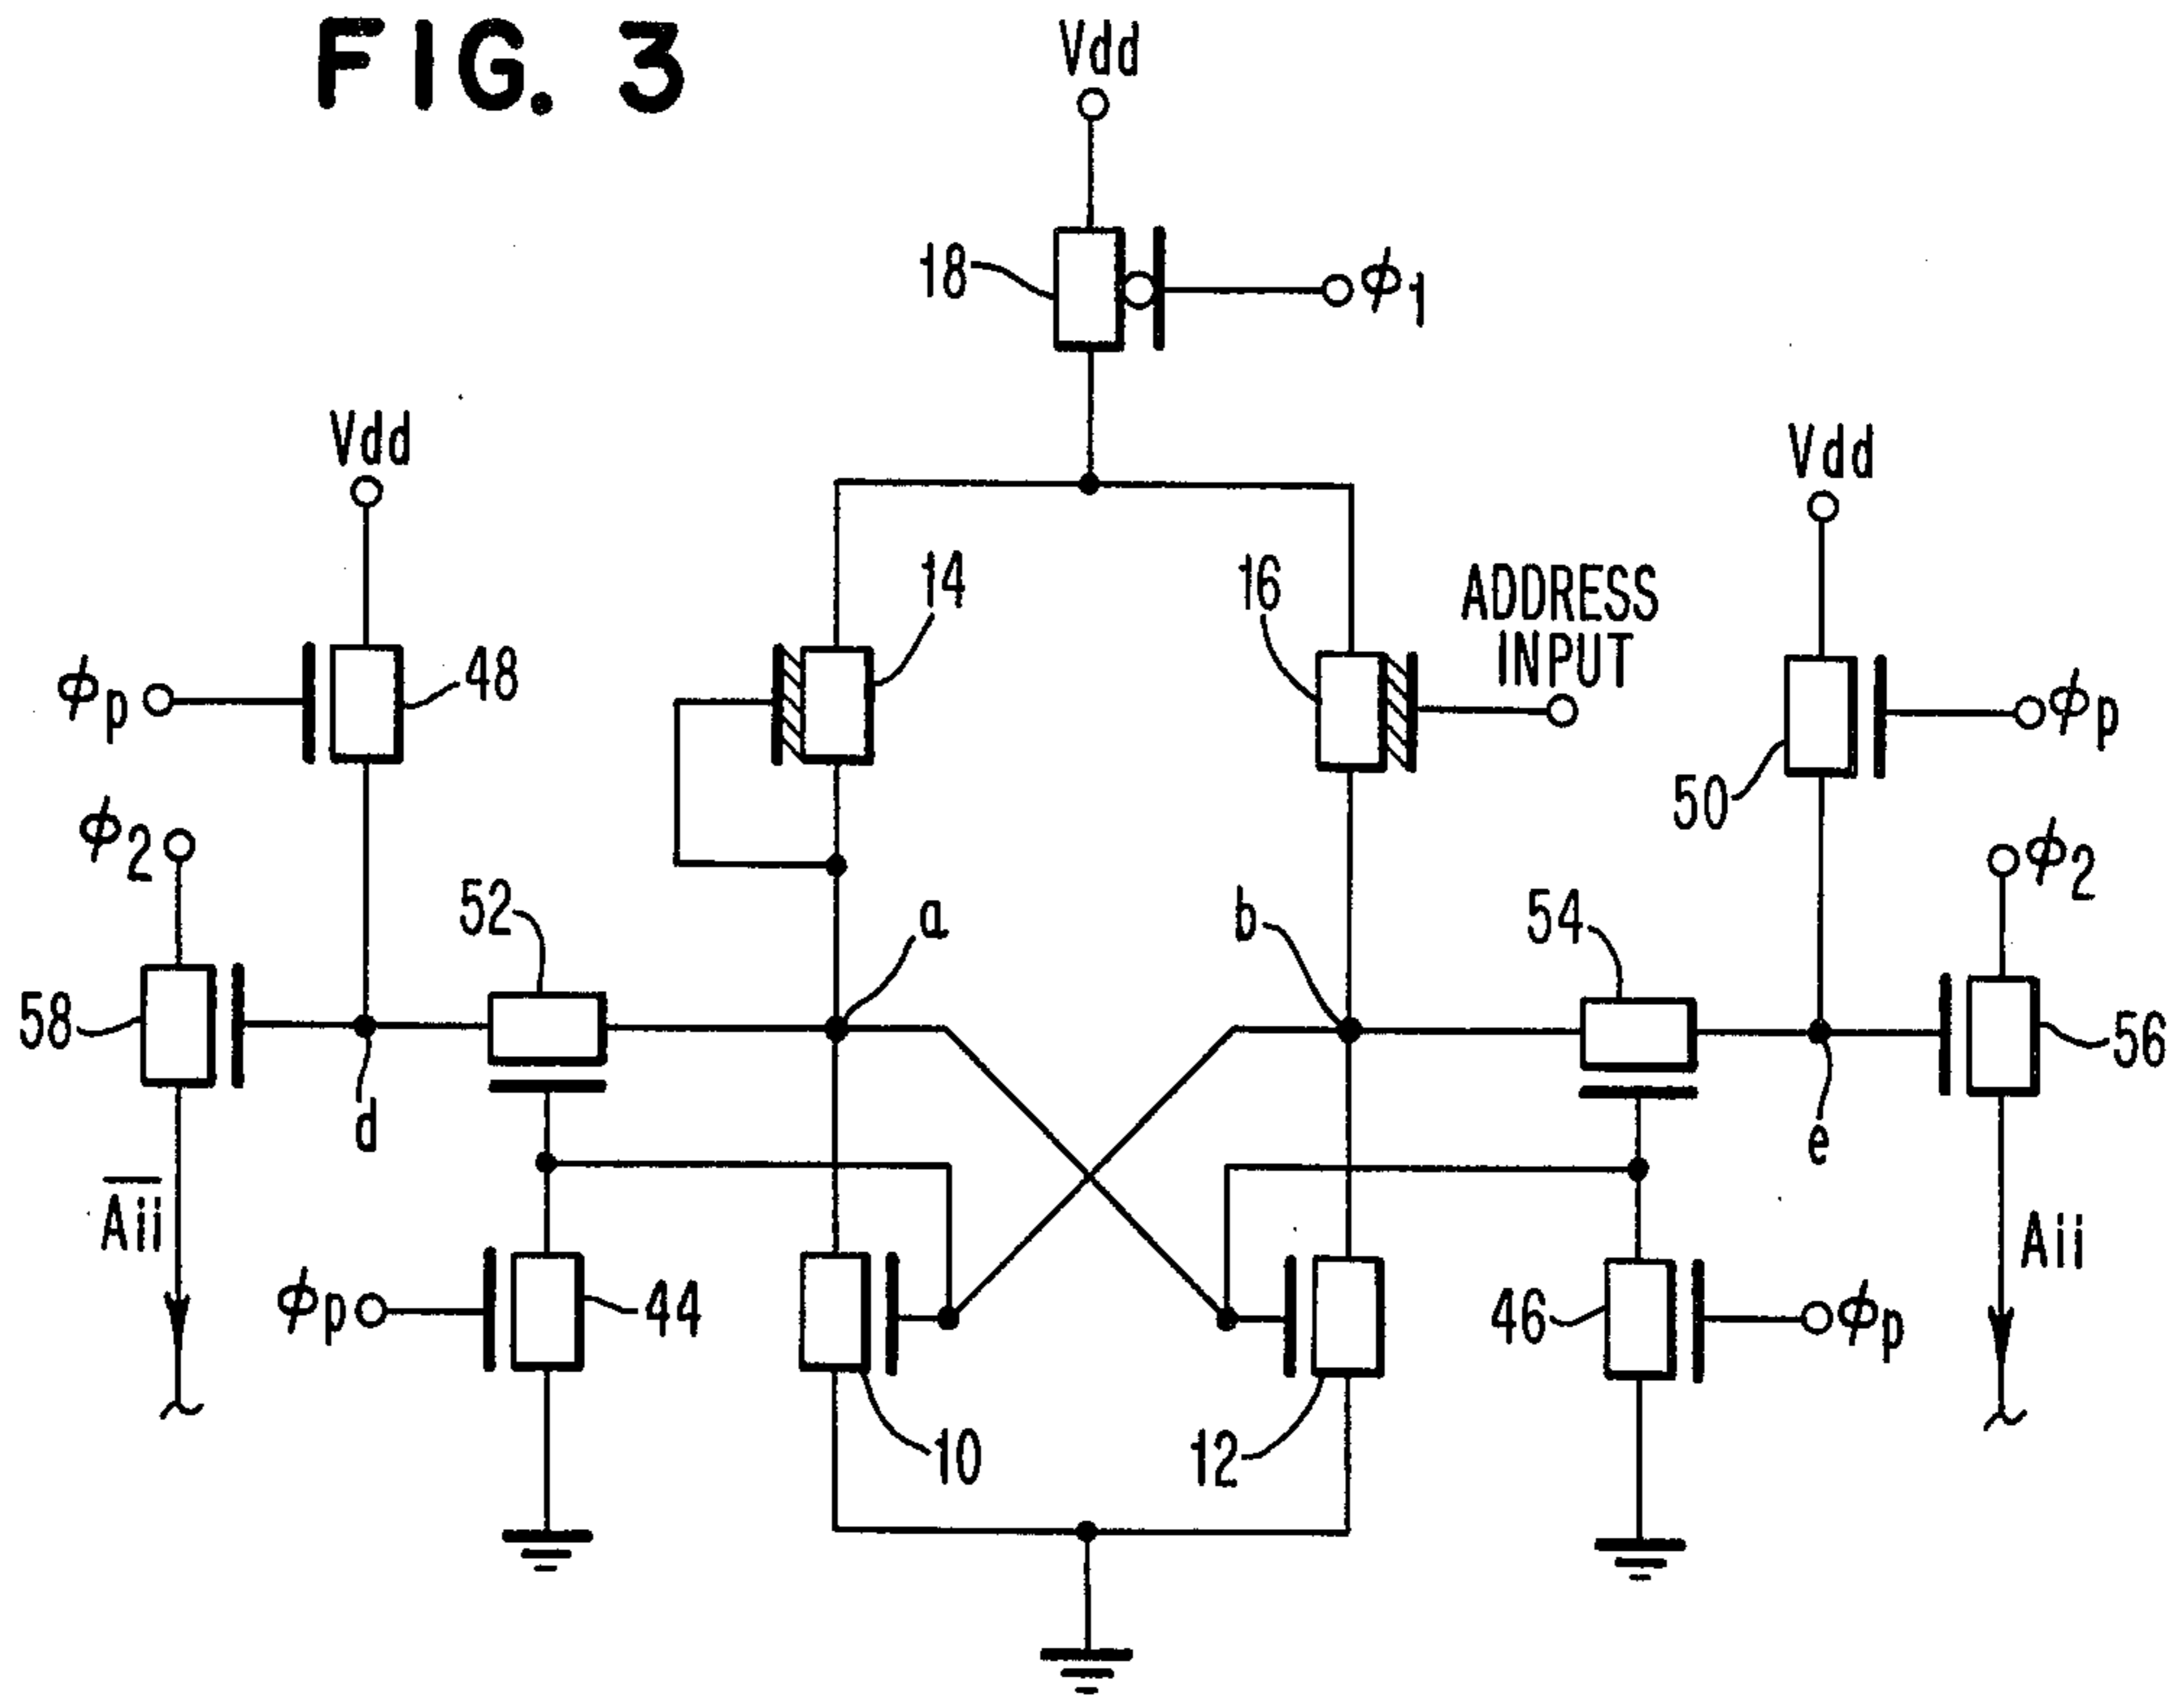 FIG. 3
Vdd
18
ϕ1
Vdd
Vdd
14
16
ADDRESS
INPUT
ϕp
48
50
ϕp
ϕ2
52
a
b
54
ϕ2
58
56
d
e
A̅i̅i̅
Aii
ϕp
44
46
ϕp
10
12